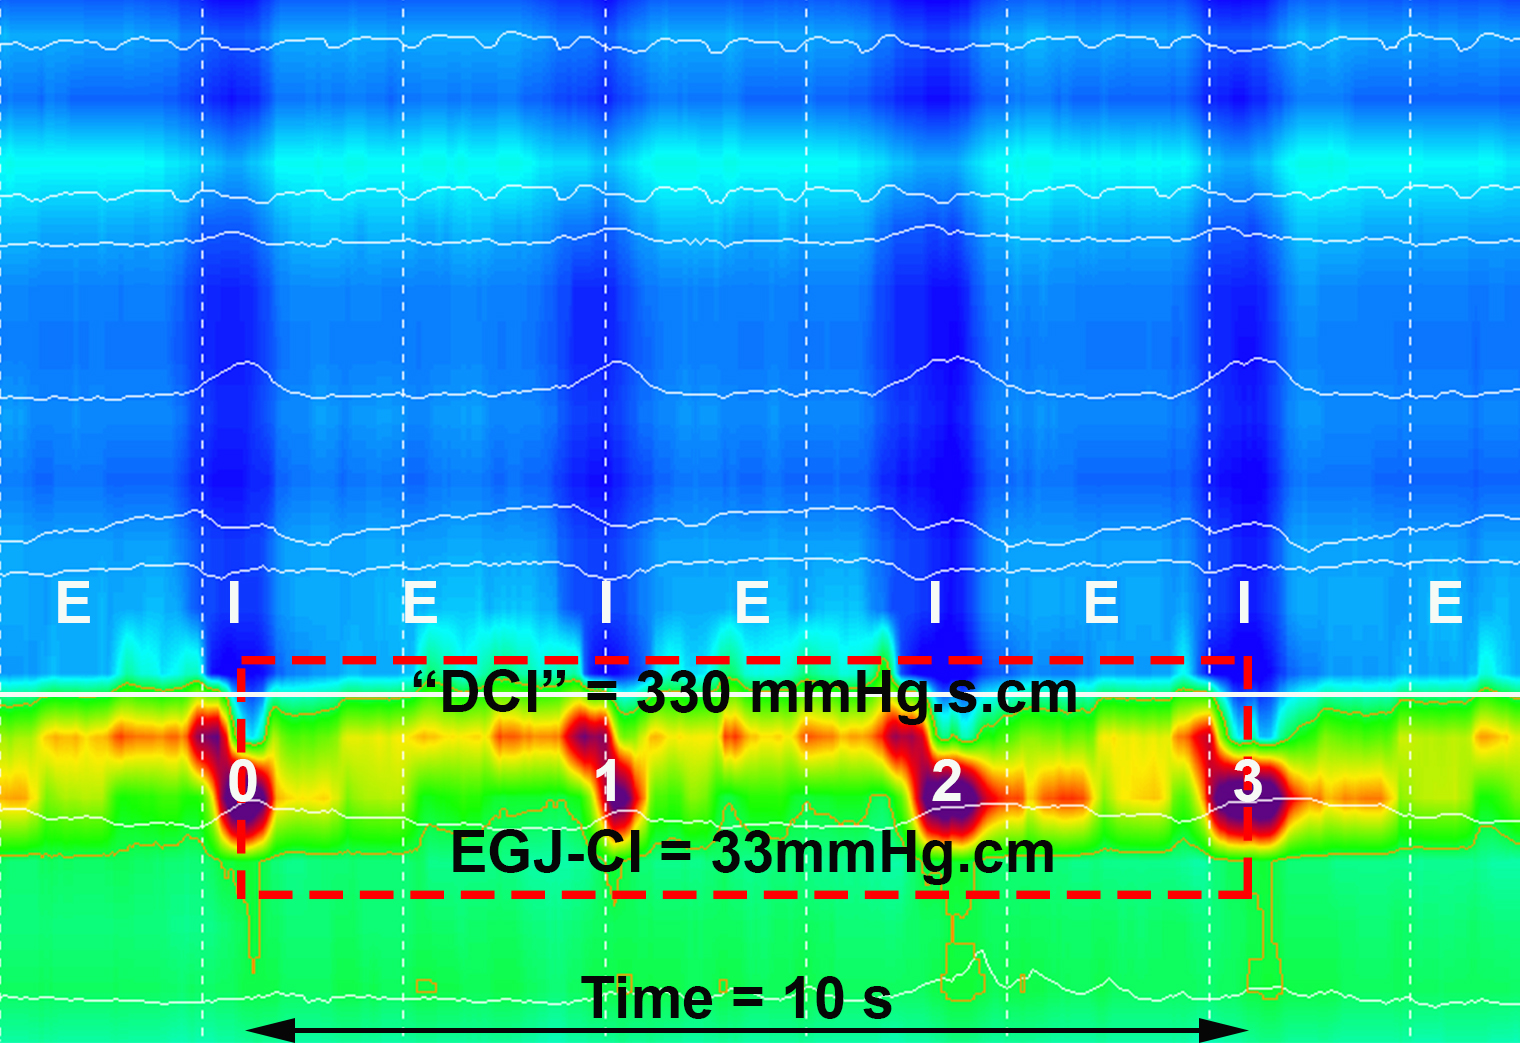 E I E I E I E I E
“DCI” = 330 mmHg.s.cm
0 1 2 3
EGJ-CI = 33mmHg.cm
Time = 10 s